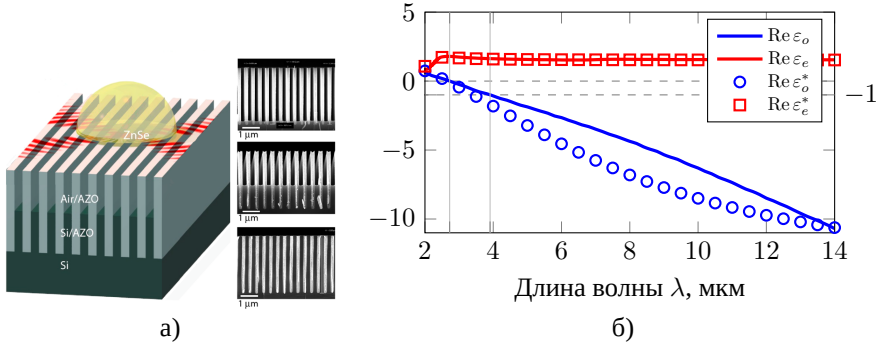 ZnSe
Air/AZO
Si/AZO
Si
1 μm
1 μm
1 μm
а)
5
0
−5
−10
−1
2
4
6
8
10
12
14
Re ε_o
Re ε_e
Re ε_o^*
Re ε_e^*
Длина волны λ, мкм
б)